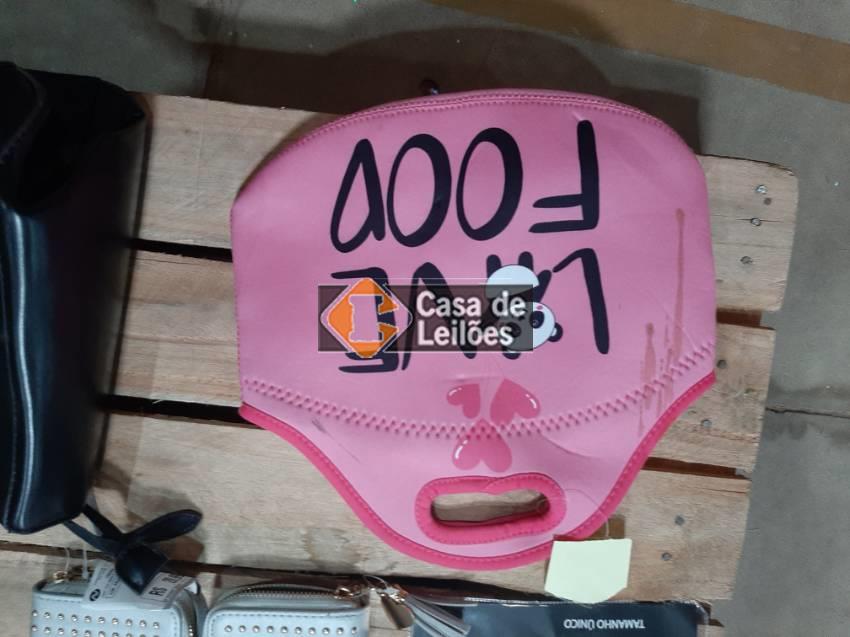 LOVE
FOOD
Casa de
Leilões
R$
TAMANHO ÚNICO